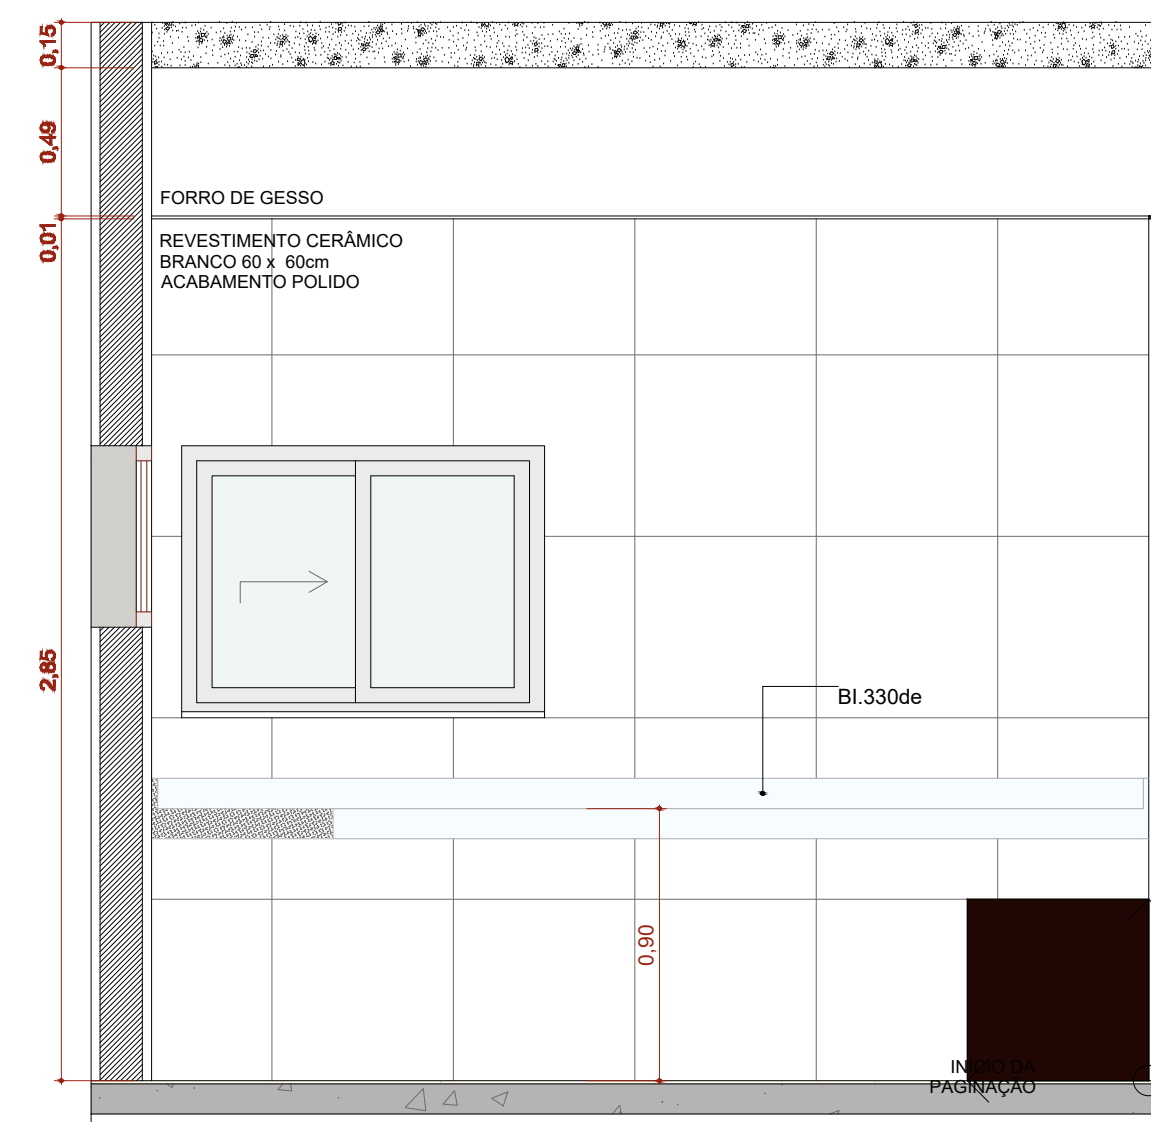 0,15
0,49
FORRO DE GESSO
0,01
REVESTIMENTO CERÂMICO
BRANCO 60 x 60cm
ACABAMENTO POLIDO
2,85
BI.330de
0,90
INÍCIO DA
PAGINAÇÃO